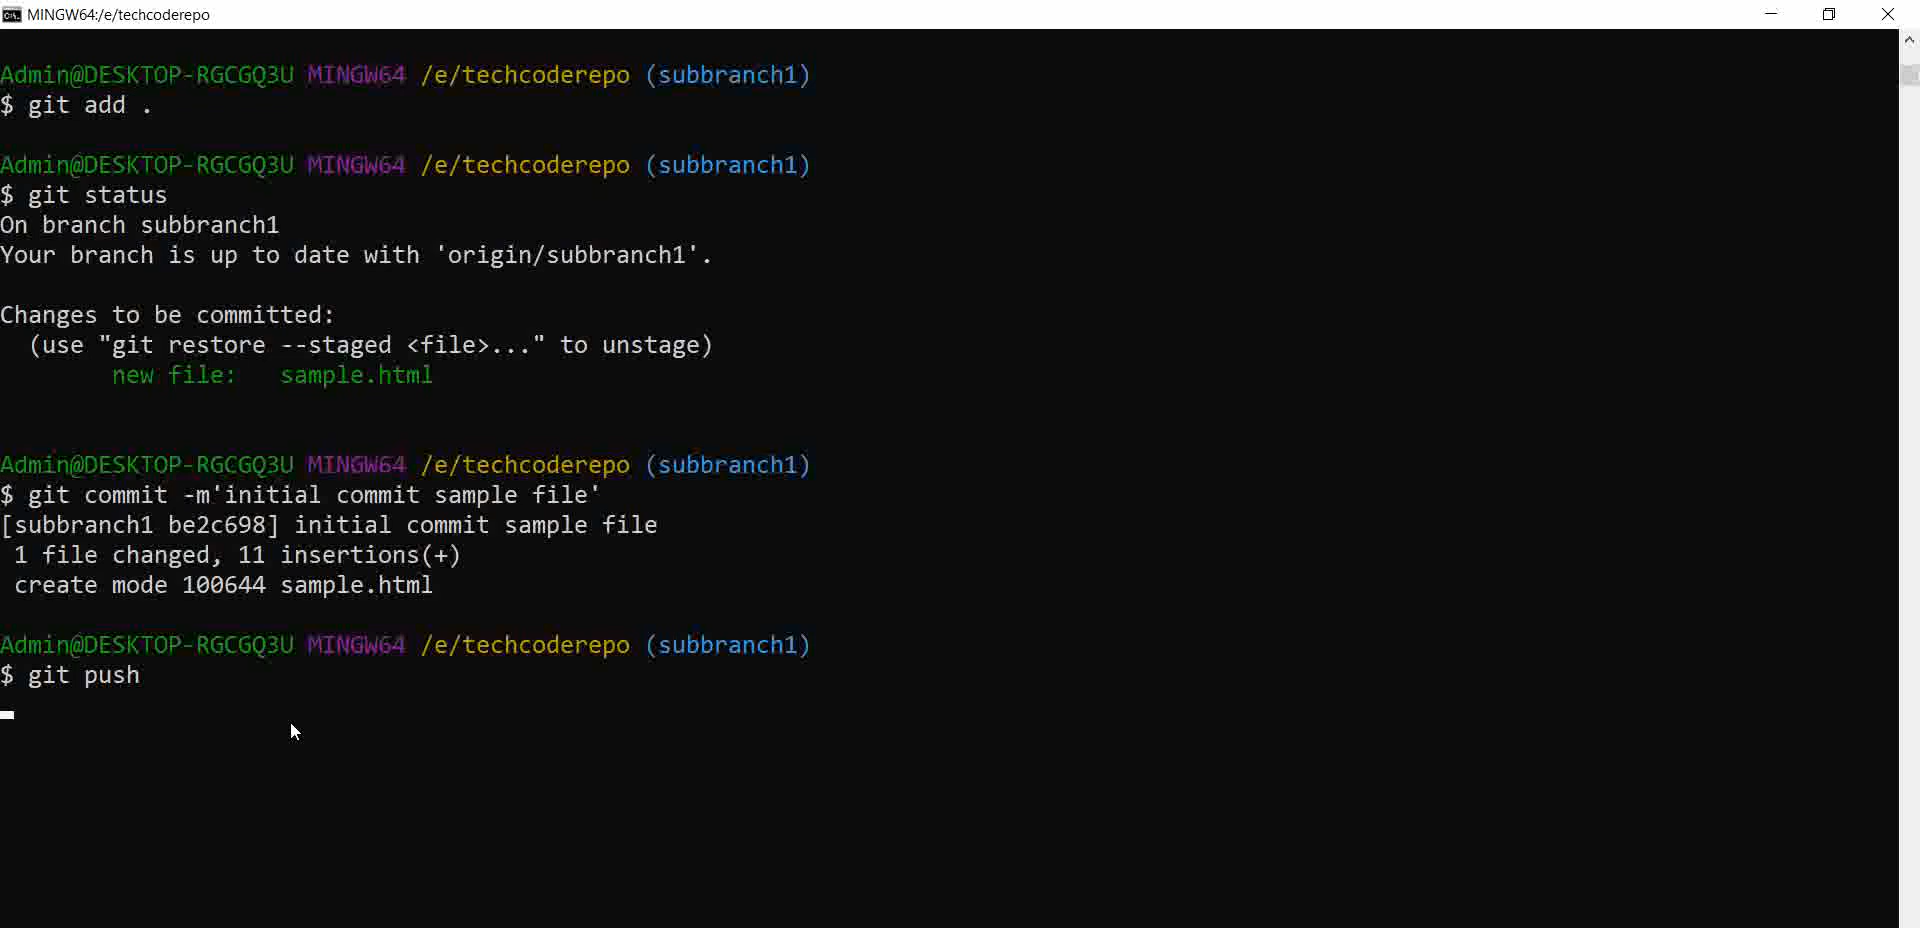 MINGW64:/e/techcoderepo
Admin@DESKTOP-RGCGQ3U MINGW64 /e/techcoderepo (subbranch1)
$ git add .
Admin@DESKTOP-RGCGQ3U MINGW64 /e/techcoderepo (subbranch1)
$ git status
On branch subbranch1
Your branch is up to date with 'origin/subbranch1'.
Changes to be committed:
  (use "git restore --staged <file>..." to unstage)
        new file:   sample.html
Admin@DESKTOP-RGCGQ3U MINGW64 /e/techcoderepo (subbranch1)
$ git commit -m'initial commit sample file'
[subbranch1 be2c698] initial commit sample file
 1 file changed, 11 insertions(+)
 create mode 100644 sample.html
Admin@DESKTOP-RGCGQ3U MINGW64 /e/techcoderepo (subbranch1)
$ git push